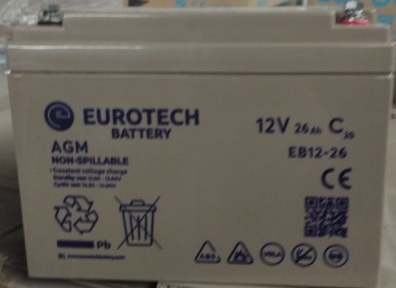 EUROTECH
BATTERY
12V 26Ah C20
EB12-26
AGM
NON-SPILLABLE
• Constant voltage charge
CE
Pb